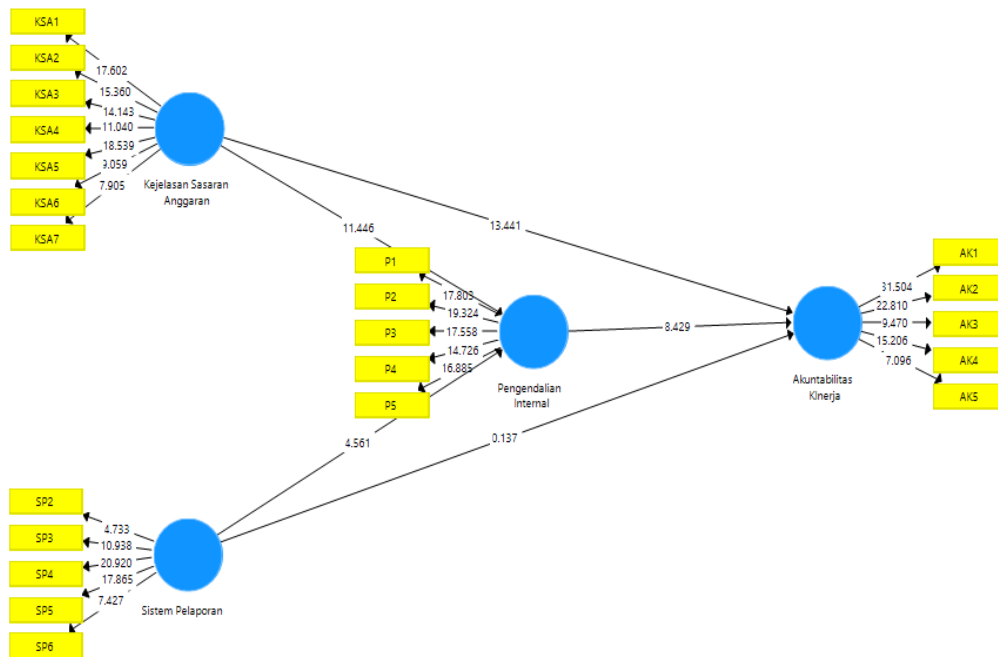 KSA1
KSA2
KSA3
KSA4
KSA5
KSA6
KSA7
17.602
15.360
14.143
11.040
18.539
9.059
7.905
Kejelasan Sasaran
Anggaran
11.446
13.441
P1
P2
P3
P4
P5
17.803
19.324
17.558
14.726
16.885
Pengendalian
Internal
8.429
AK1
AK2
AK3
AK4
AK5
31.504
22.810
9.470
15.206
7.096
Akuntabilitas
KInerja
4.561
0.137
SP2
SP3
SP4
SP5
SP6
4.733
10.938
20.920
17.865
7.427
Sistem Pelaporan